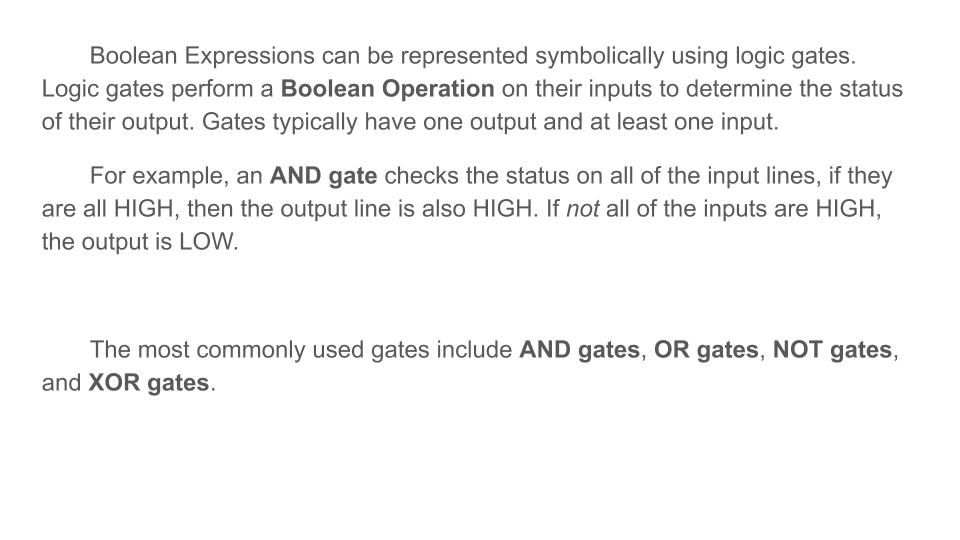 Boolean Expressions can be represented symbolically using logic gates.
Logic gates perform a Boolean Operation on their inputs to determine the status
of their output. Gates typically have one output and at least one input.
For example, an AND gate checks the status on all of the input lines, if they
are all HIGH, then the output line is also HIGH. If not all of the inputs are HIGH,
the output is LOW.
The most commonly used gates include AND gates, OR gates, NOT gates,
and XOR gates.